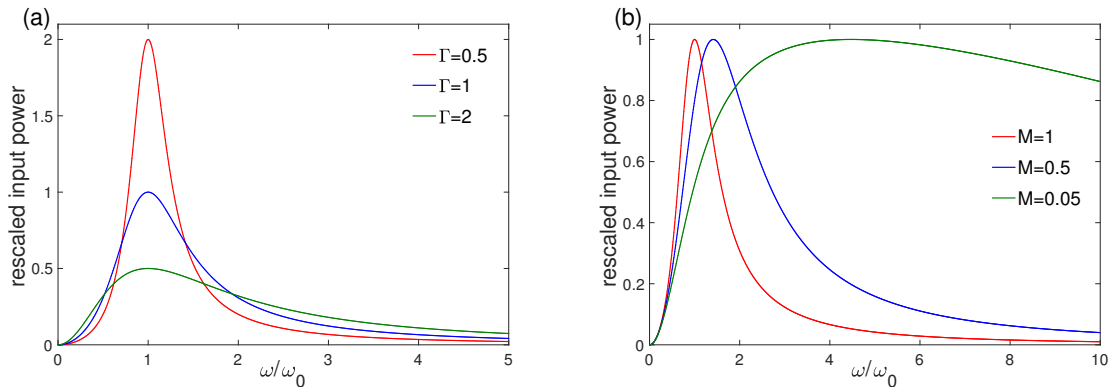 (a)
rescaled input power
2
1.5
1
0.5
0
0 1 2 3 4 5
ω/ω0
Γ=0.5
Γ=1
Γ=2
(b)
rescaled input power
1
0.8
0.6
0.4
0.2
0
0 2 4 6 8 10
ω/ω0
M=1
M=0.5
M=0.05